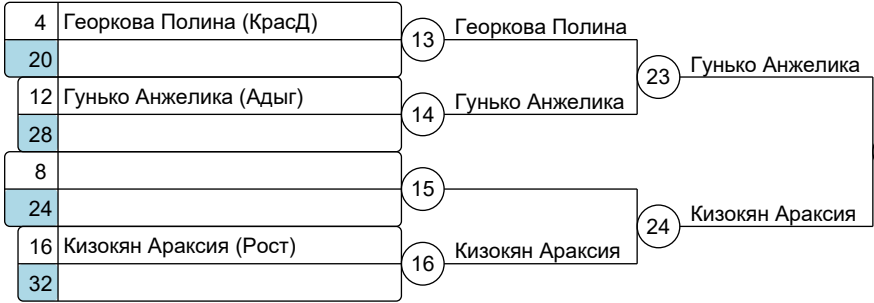 4 Георкова Полина (КрасД)
20
13 Георкова Полина
12 Гунько Анжелика (Адыг)
28
14 Гунько Анжелика
23 Гунько Анжелика
8
24
15
16 Кизокян Араксия (Рост)
32
16 Кизокян Араксия
24 Кизокян Араксия